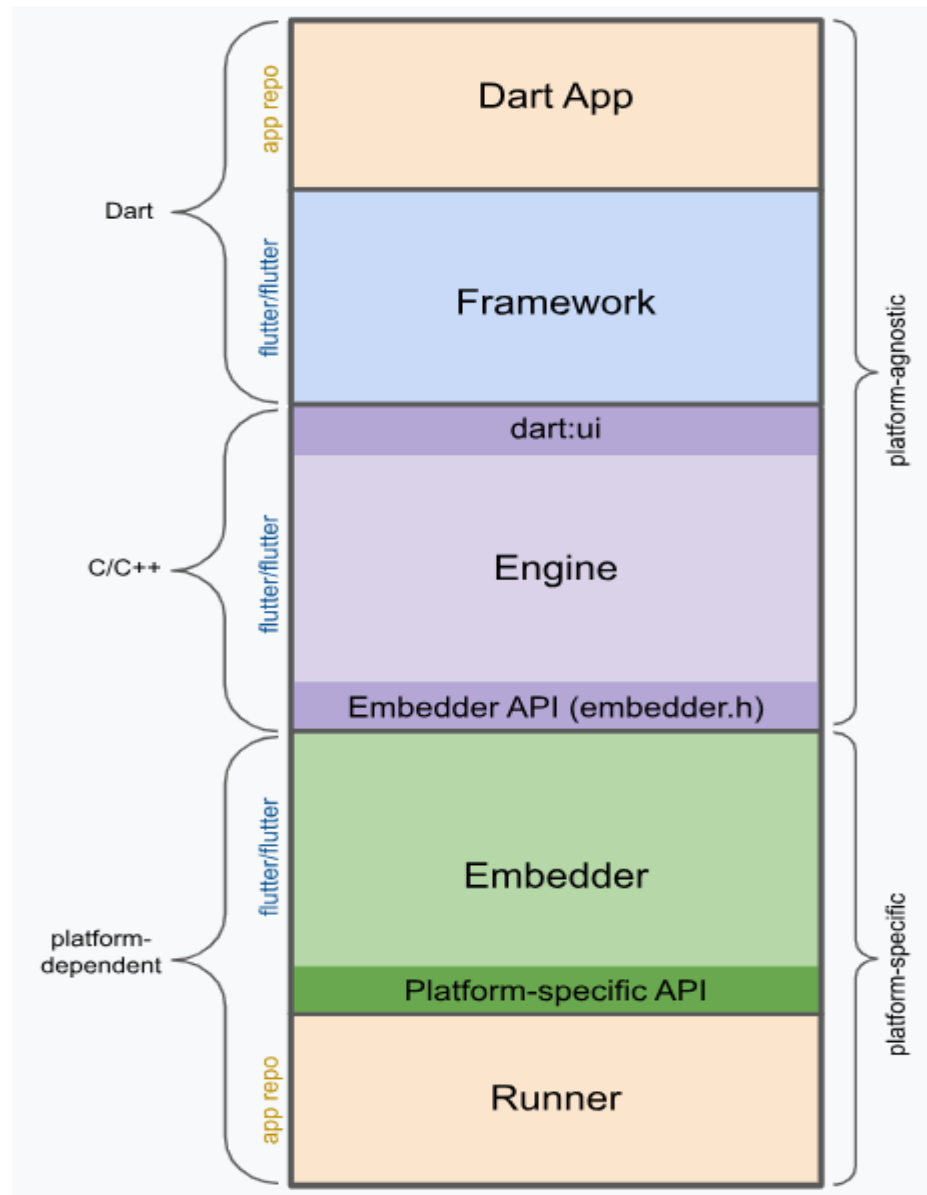 app repo
Dart App
Dart
flutter/flutter
Framework
platform-agnostic
dart:ui
C/C++
flutter/flutter
Engine
Embedder API (embedder.h)
flutter/flutter
Embedder
platform-
dependent
Platform-specific API
platform-specific
app repo
Runner